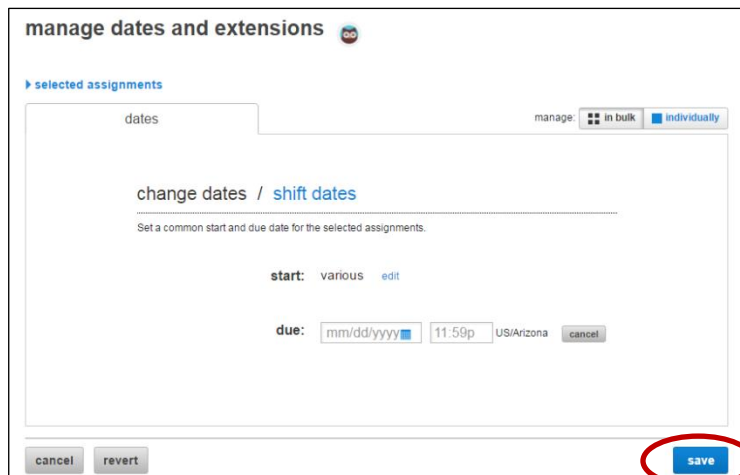 manage dates and extensions
selected assignments
dates
manage: in bulk individually
change dates / shift dates
Set a common start and due date for the selected assignments.
start: various edit
due: mm/dd/yyyy 11:59p US/Arizona cancel
cancel revert save